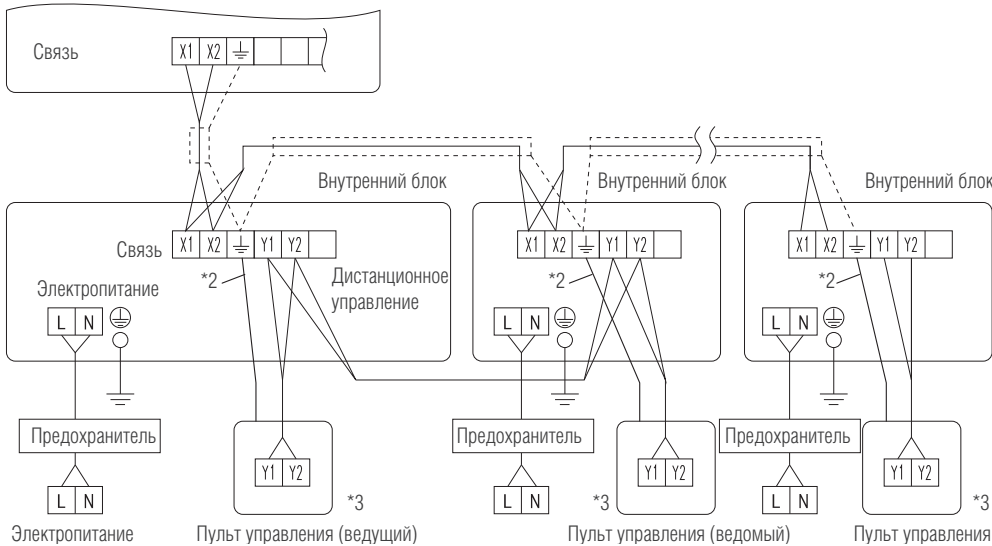 Связь
X1 X2
Внутренний блок Внутренний блок Внутренний блок
Связь X1 X2 Y1 Y2
X1 X2 Y1 Y2
X1 X2 Y1 Y2
*2 *2 *2
Дистанционное
управление
Электропитание
L N
L N
L N
Предохранитель Предохранитель Предохранитель
Y1 Y2
Y1 Y2
Y1 Y2
L N
L N
L N
*3 *3 *3
Электропитание Пульт управления (ведущий) Пульт управления (ведомый) Пульт управления